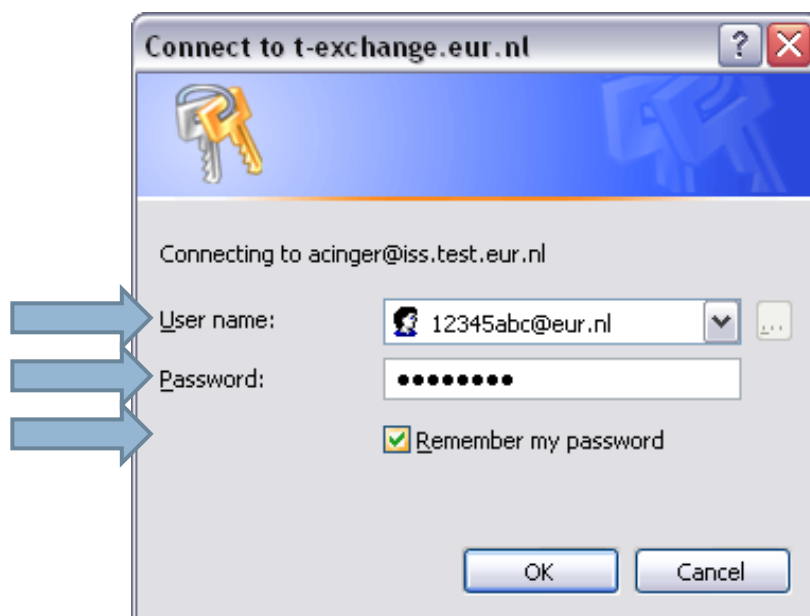 Connect to t-exchange.eur.nl
Connecting to acinger@iss.test.eur.nl
User name: 12345abc@eur.nl ...
Password: ••••••••
Remember my password
OK Cancel